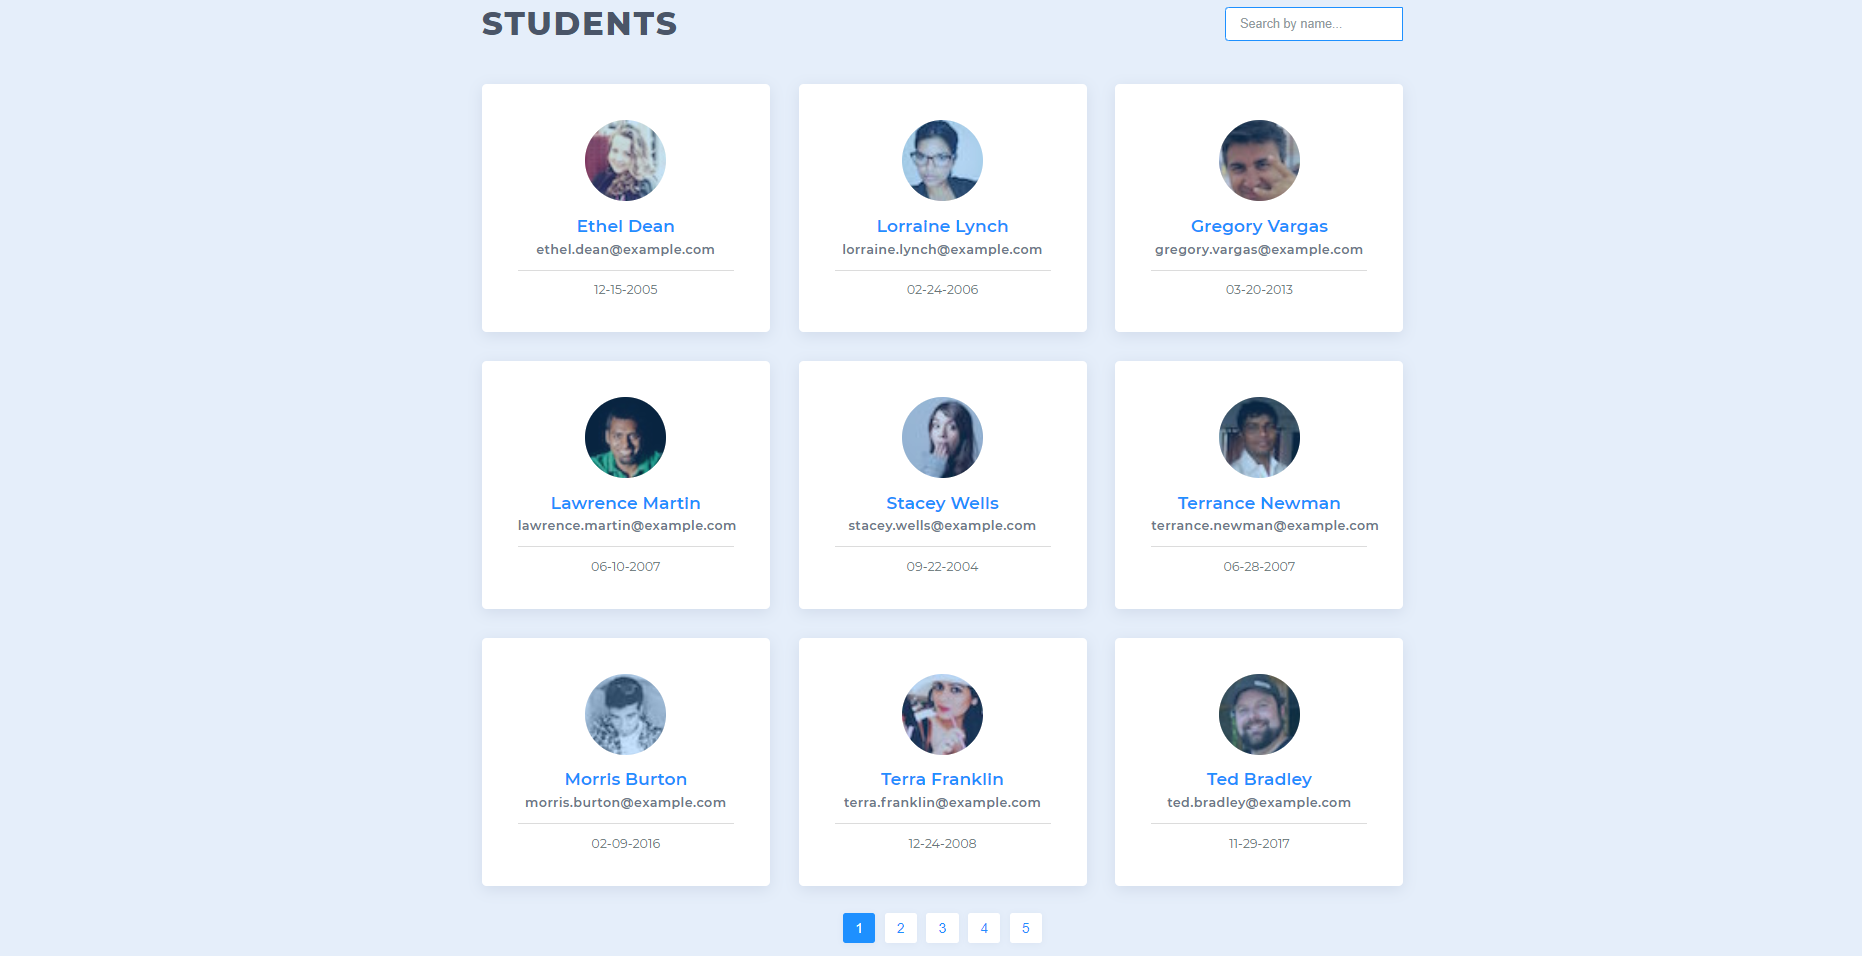 STUDENTS
Search by name...
Ethel Dean
ethel.dean@example.com
12-15-2005
Lorraine Lynch
lorraine.lynch@example.com
02-24-2006
Gregory Vargas
gregory.vargas@example.com
03-20-2013
Lawrence Martin
lawrence.martin@example.com
06-10-2007
Stacey Wells
stacey.wells@example.com
09-22-2004
Terrance Newman
terrance.newman@example.com
06-28-2007
Morris Burton
morris.burton@example.com
02-09-2016
Terra Franklin
terra.franklin@example.com
12-24-2008
Ted Bradley
ted.bradley@example.com
11-29-2017
1 2 3 4 5